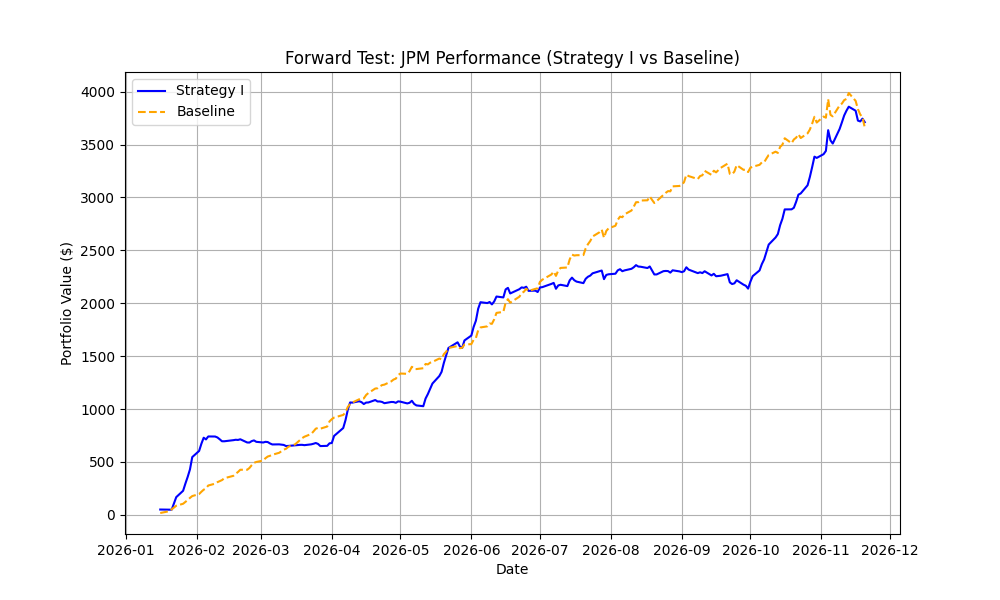 Forward Test: JPM Performance (Strategy I vs Baseline)
Strategy I
Baseline
Portfolio Value ($)
4000
3500
3000
2500
2000
1500
1000
500
0
2026-01 2026-02 2026-03 2026-04 2026-05 2026-06 2026-07 2026-08 2026-09 2026-10 2026-11 2026-12
Date